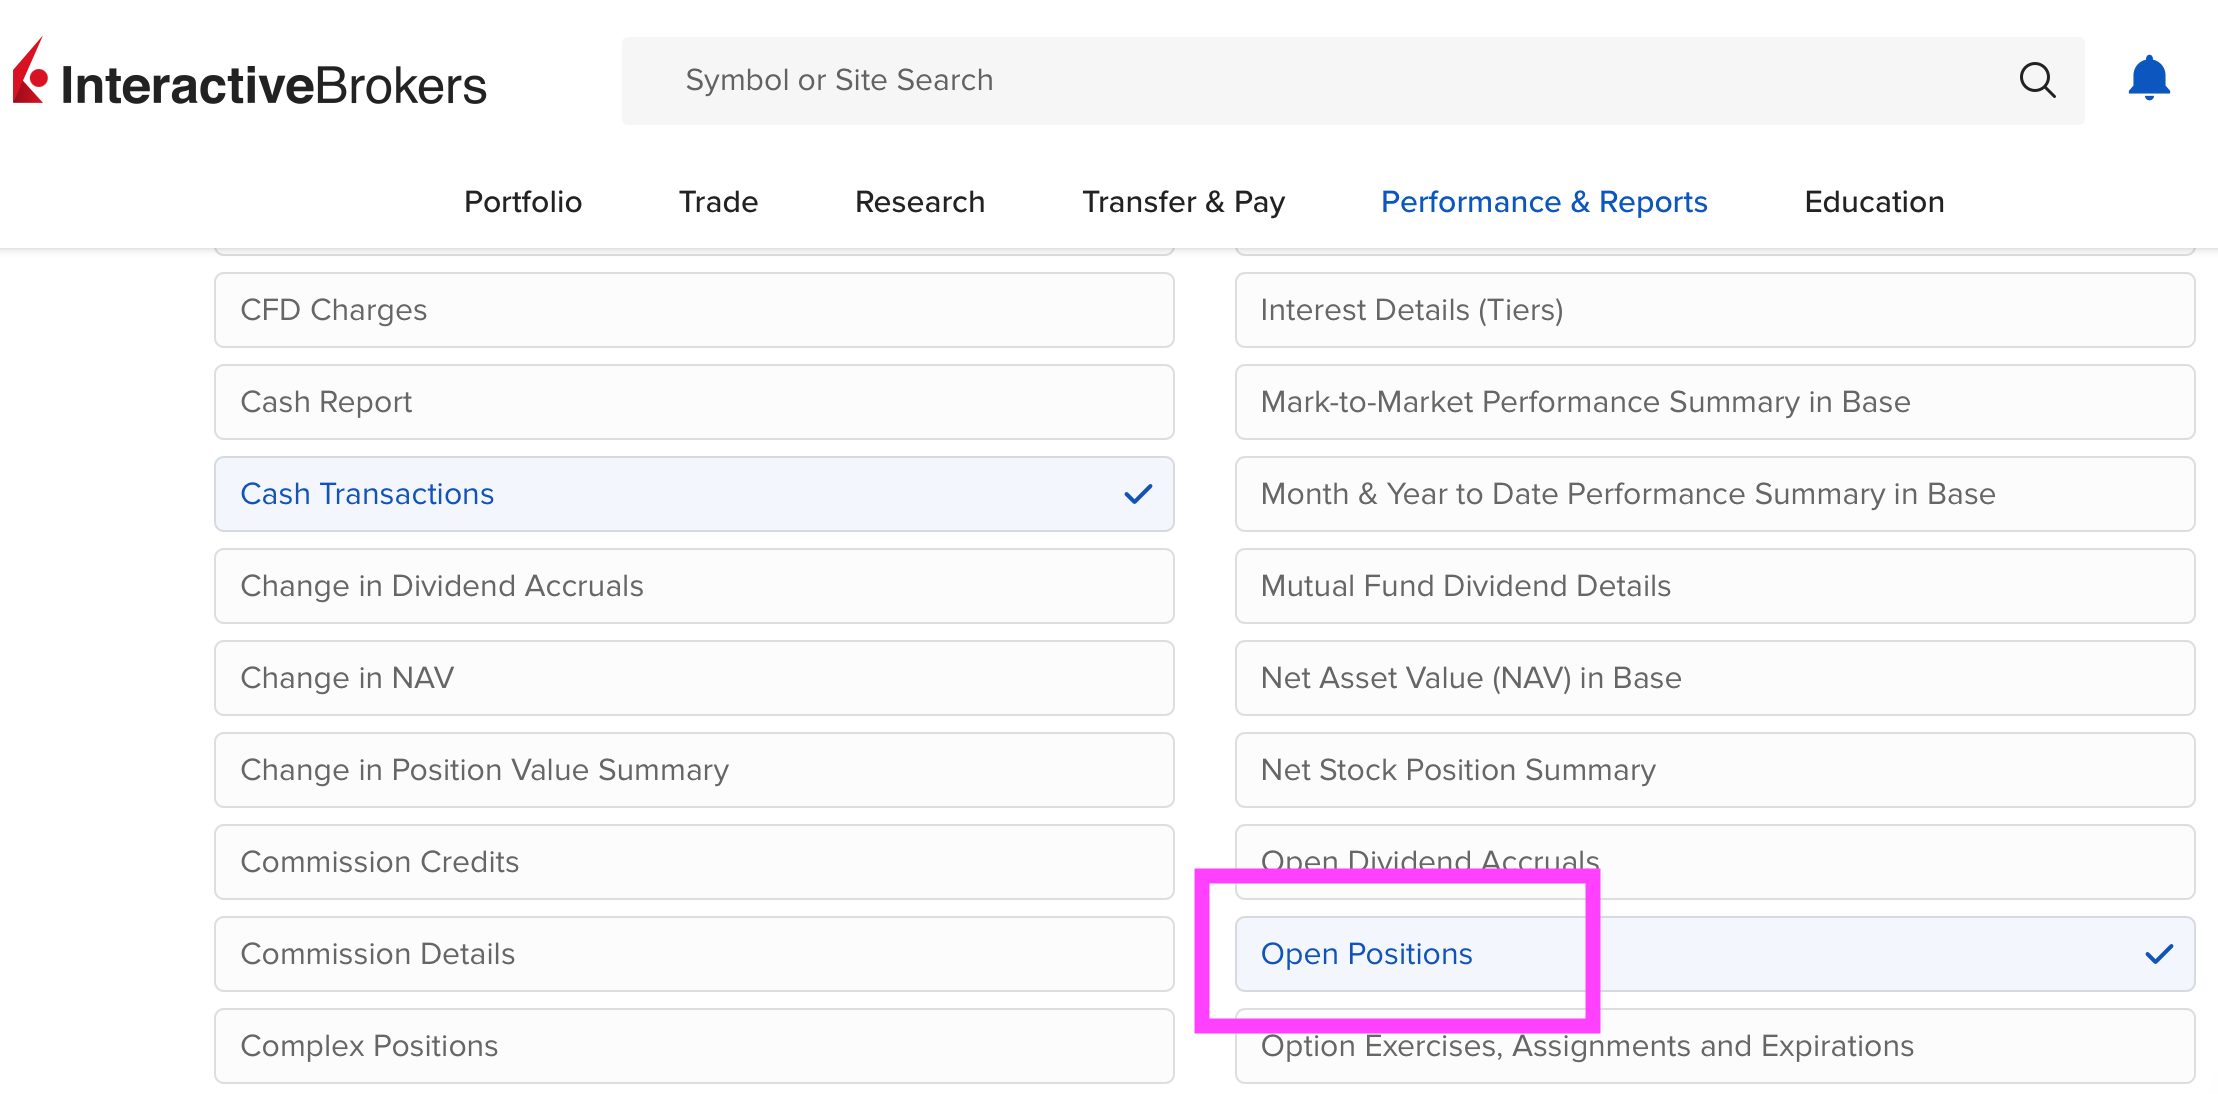 InteractiveBrokers
Symbol or Site Search
Portfolio Trade Research Transfer & Pay Performance & Reports Education
CFD Charges
Cash Report
Cash Transactions
Change in Dividend Accruals
Change in NAV
Change in Position Value Summary
Commission Credits
Commission Details
Complex Positions
Interest Details (Tiers)
Mark-to-Market Performance Summary in Base
Month & Year to Date Performance Summary in Base
Mutual Fund Dividend Details
Net Asset Value (NAV) in Base
Net Stock Position Summary
Open Dividend Accruals
Open Positions
Option Exercises, Assignments and Expirations